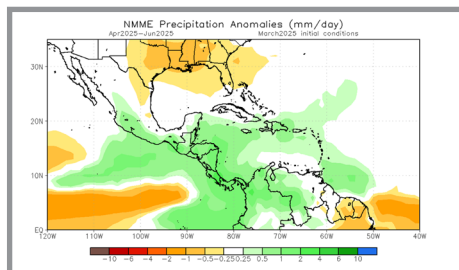 NMME Precipitation Anomalies (mm/day)
Apr2025-Jun2025 March2025 initial conditions
30N
20N
10N
EQ
120W 110W 100W 90W 80W 70W 60W 50W 40W
-10 -6 -4 -2 -1 -0.5-0.250.25 0.5 1 2 4 6 10